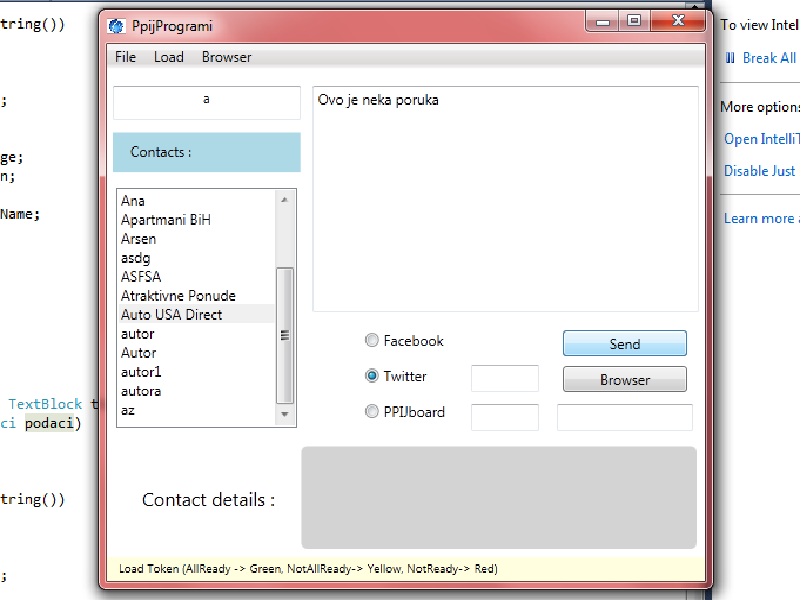 tring())
;
ge;
n;
Name;
TextBlock t
ci podaci)
tring())
;
PpijProgrami
File Load Browser
a
Contacts :
Ana
Apartmani BiH
Arsen
asdg
ASFSA
Atraktivne Ponude
Auto USA Direct
autor
Autor
autor1
autora
az
Ovo je neka poruka
Facebook
Twitter
PPIJboard
Send
Browser
Contact details :
Load Token (AllReady -> Green, NotAllReady-> Yellow, NotReady-> Red)
To view Intel
Break All
More options
Open IntelliT
Disable Just
Learn more a